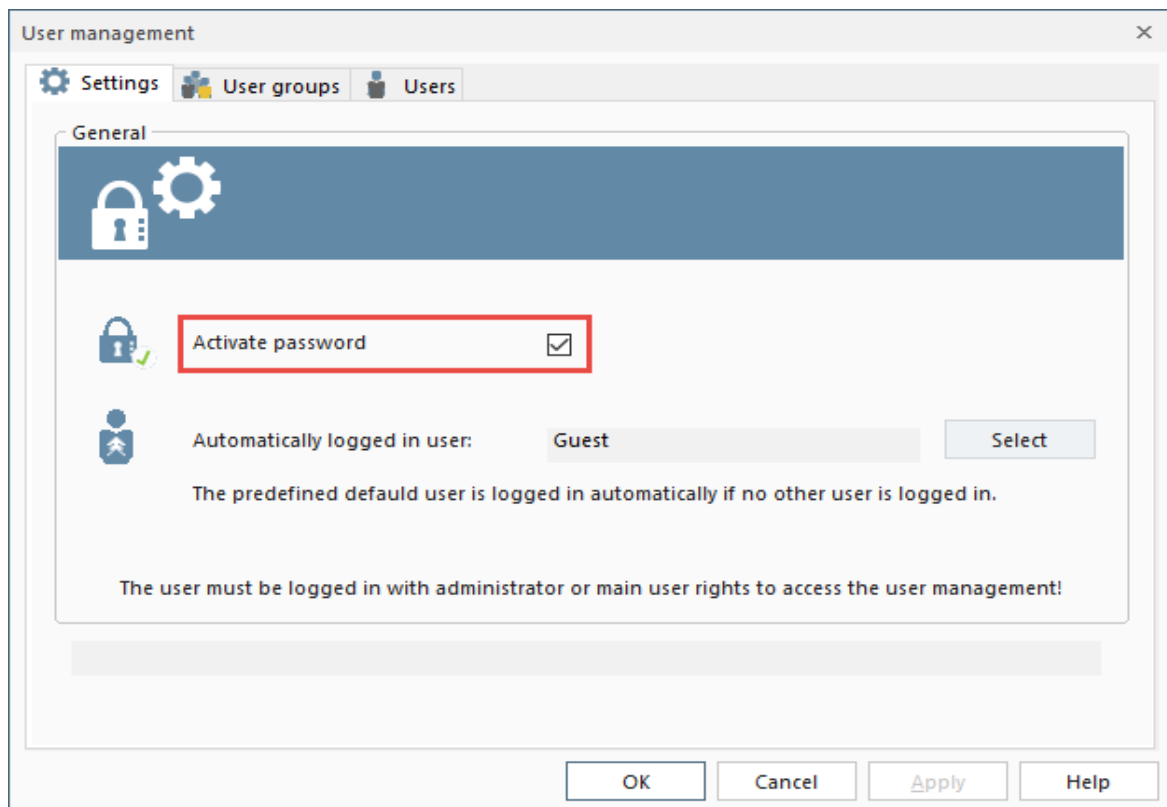 User management
Settings
User groups
Users
General
Activate password
Automatically logged in user: Guest Select
The predefined defauld user is logged in automatically if no other user is logged in.
The user must be logged in with administrator or main user rights to access the user management!
OK Cancel Apply Help